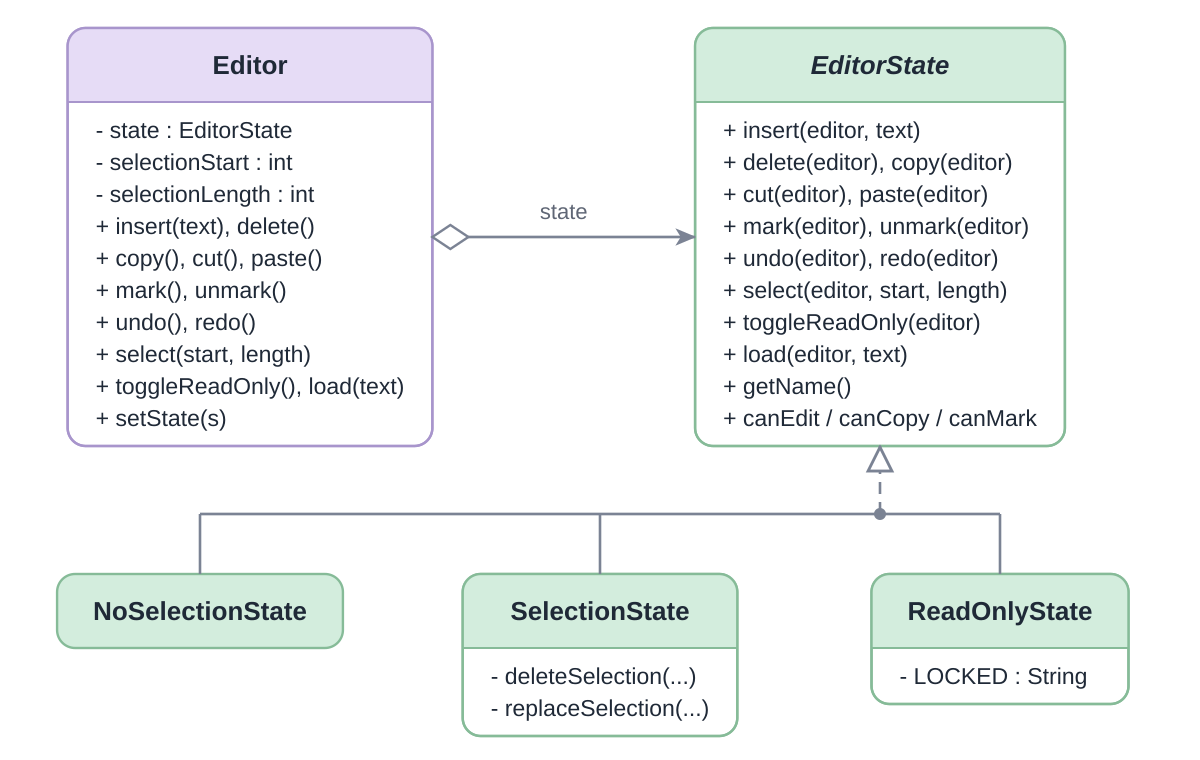 Editor
- state : EditorState
- selectionStart : int
- selectionLength : int
+ insert(text), delete()
+ copy(), cut(), paste()
+ mark(), unmark()
+ undo(), redo()
+ select(start, length)
+ toggleReadOnly(), load(text)
+ setState(s)
state
EditorState
+ insert(editor, text)
+ delete(editor), copy(editor)
+ cut(editor), paste(editor)
+ mark(editor), unmark(editor)
+ undo(editor), redo(editor)
+ select(editor, start, length)
+ toggleReadOnly(editor)
+ load(editor, text)
+ getName()
+ canEdit / canCopy / canMark
NoSelectionState
SelectionState
- deleteSelection(...)
- replaceSelection(...)
ReadOnlyState
- LOCKED : String